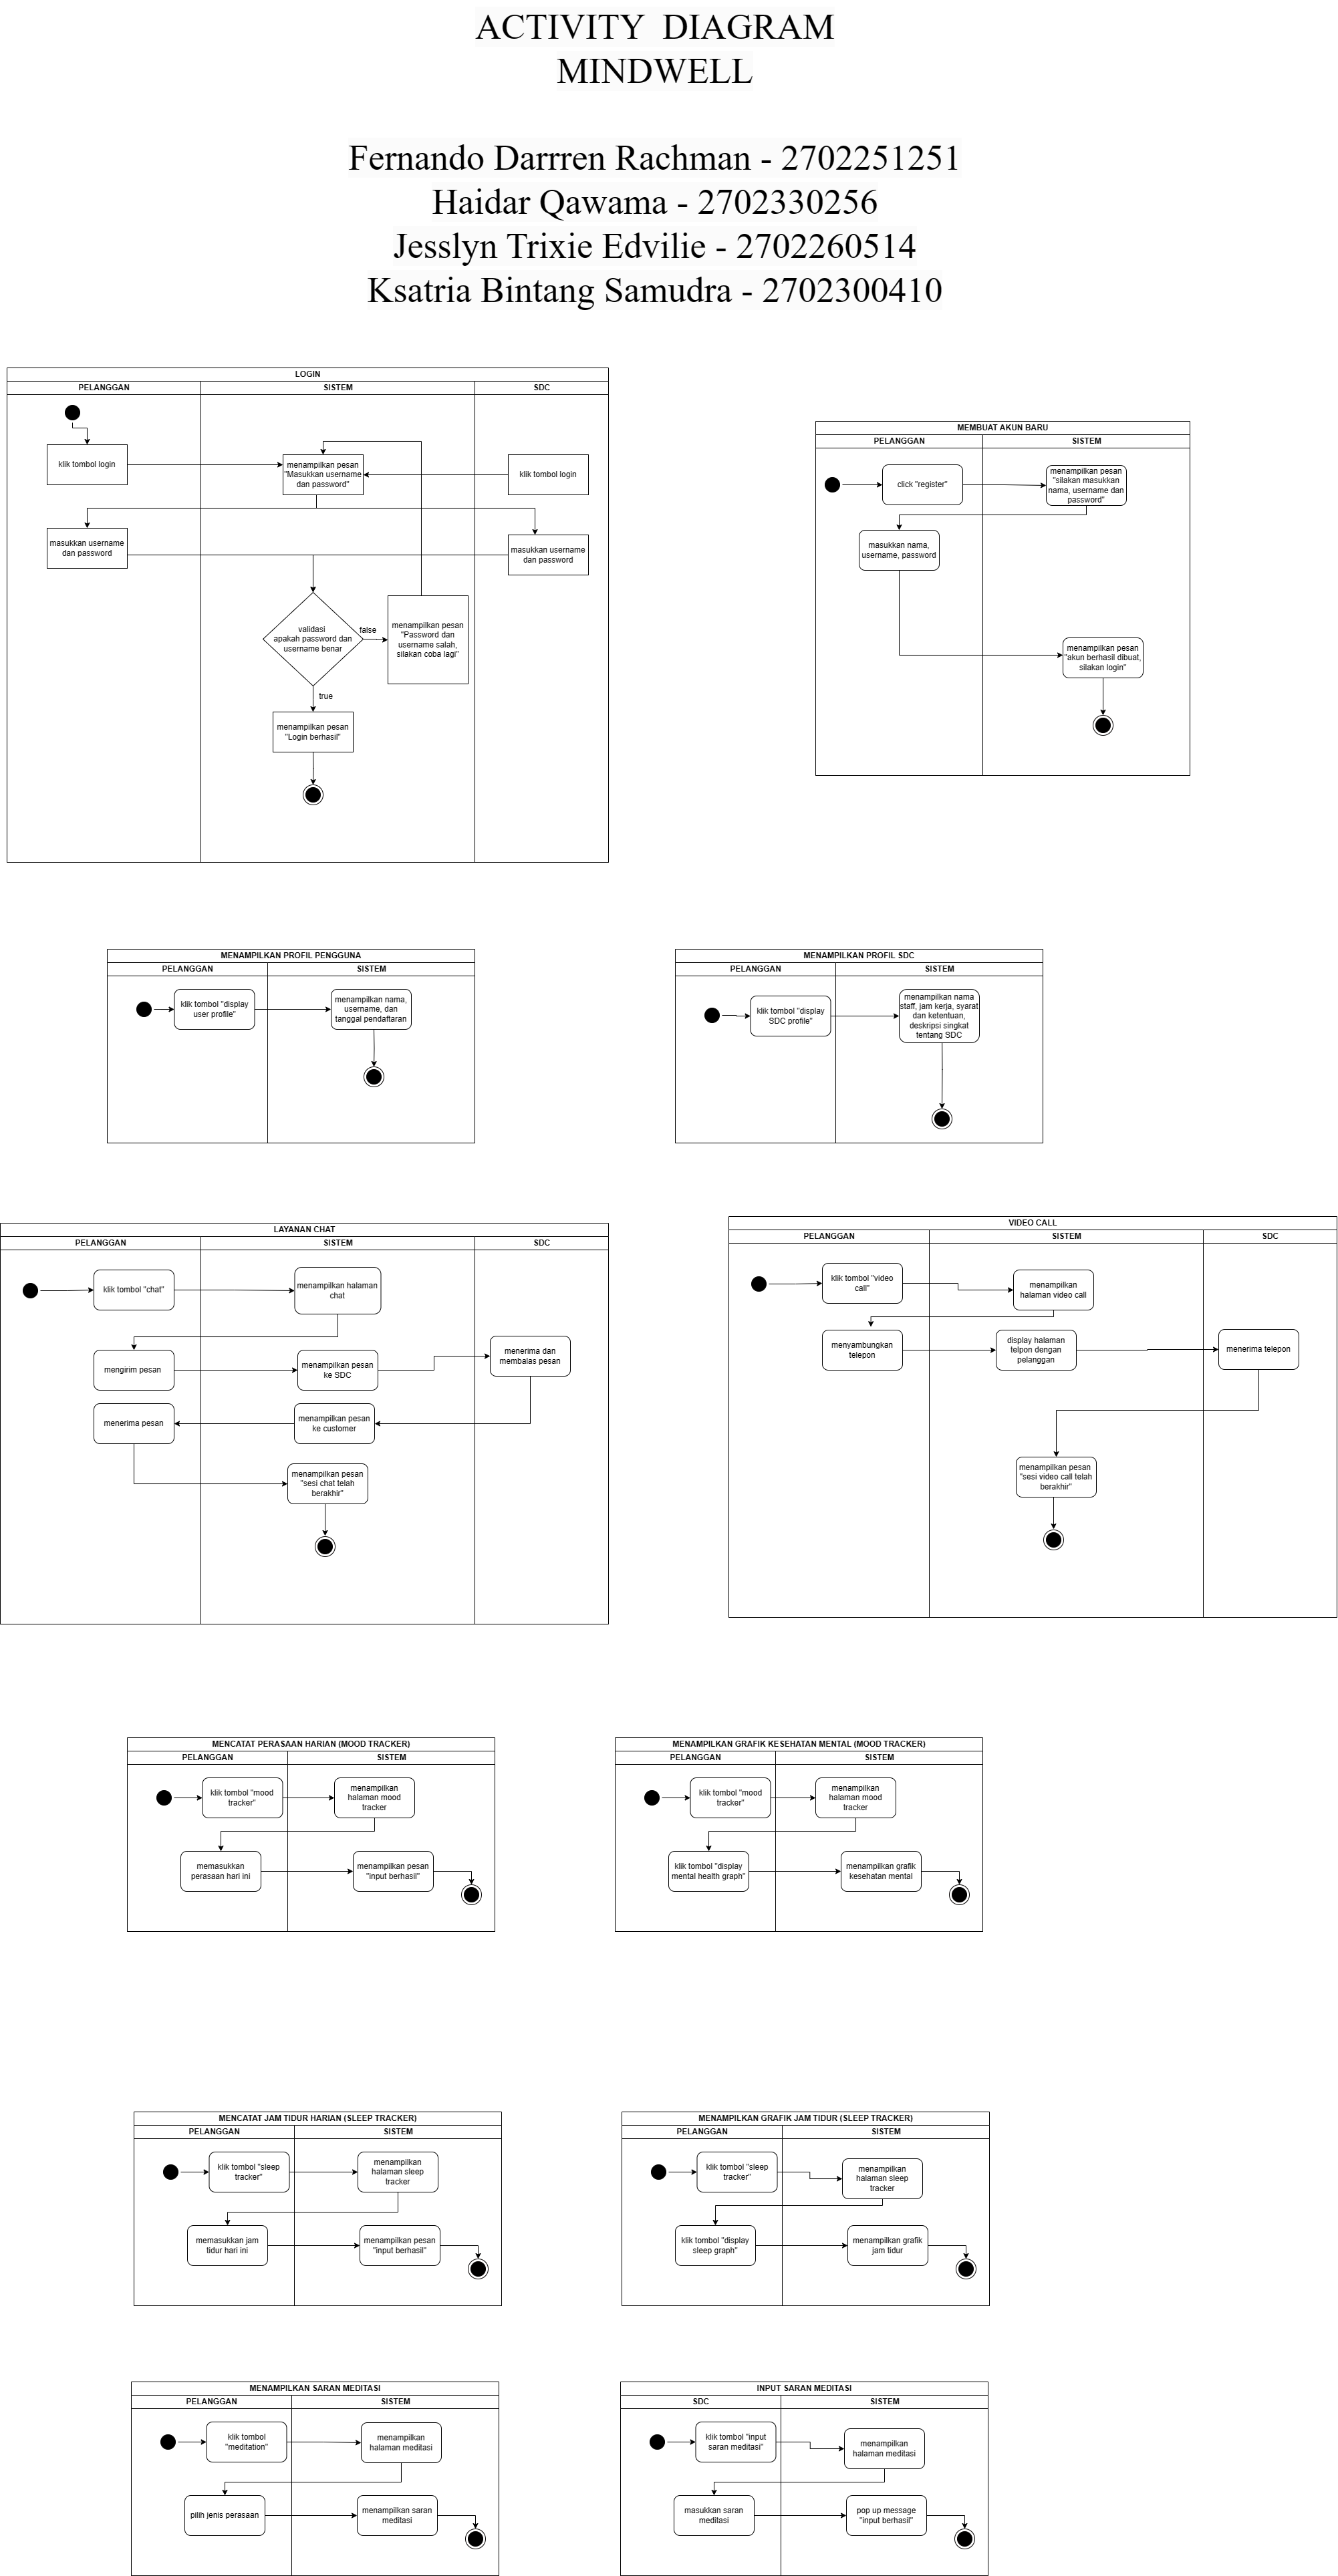 ACTIVITY DIAGRAM
MINDWELL
Fernando Darrren Rachman - 2702251251
Haidar Qawama - 2702330256
Jesslyn Trixie Edvilie - 2702260514
Ksatria Bintang Samudra - 2702300410
LOGIN
PELANGGAN
SISTEM
SDC
klik tombol login
menampilkan pesan
"Masukkan username
dan password"
klik tombol login
masukkan username
dan password
masukkan username
dan password
validasi
apakah password dan
username benar
false
menampilkan pesan
"Password dan
username salah,
silakan coba lagi"
true
menampilkan pesan
"Login berhasil"
MEMBUAT AKUN BARU
PELANGGAN
SISTEM
click "register"
menampilkan pesan
"silakan masukkan
nama, username dan
password"
masukkan nama,
username, password
menampilkan pesan
"akun berhasil dibuat,
silakan login"
MENAMPILKAN PROFIL PENGGUNA
PELANGGAN
SISTEM
klik tombol "display
user profile"
menampilkan nama,
username, dan
tanggal pendaftaran
MENAMPILKAN PROFIL SDC
PELANGGAN
SISTEM
klik tombol "display
SDC profile"
menampilkan nama
staff, jam kerja, syarat
dan ketentuan,
deskripsi singkat
tentang SDC
LAYANAN CHAT
PELANGGAN
SISTEM
SDC
klik tombol "chat"
menampilkan halaman
chat
mengirim pesan
menampilkan pesan
ke SDC
menerima dan
membalas pesan
menerima pesan
menampilkan pesan
ke customer
menampilkan pesan
"sesi chat telah
berakhir"
VIDEO CALL
PELANGGAN
SISTEM
SDC
klik tombol "video
call"
menampilkan
halaman video call
menyambungkan
telepon
display halaman
telpon dengan
pelanggan
menerima telepon
menampilkan pesan
"sesi video call telah
berakhir"
MENCATAT PERASAAN HARIAN (MOOD TRACKER)
PELANGGAN
SISTEM
klik tombol "mood
tracker"
menampilkan
halaman mood
tracker
memasukkan
perasaan hari ini
menampilkan pesan
"input berhasil"
MENAMPILKAN GRAFIK KESEHATAN MENTAL (MOOD TRACKER)
PELANGGAN
SISTEM
klik tombol "mood
tracker"
menampilkan
halaman mood
tracker
klik tombol "display
mental health graph"
menampilkan grafik
kesehatan mental
MENCATAT JAM TIDUR HARIAN (SLEEP TRACKER)
PELANGGAN
SISTEM
klik tombol "sleep
tracker"
menampilkan
halaman sleep
tracker
memasukkan jam
tidur hari ini
menampilkan pesan
"input berhasil"
MENAMPILKAN GRAFIK JAM TIDUR (SLEEP TRACKER)
PELANGGAN
SISTEM
klik tombol "sleep
tracker"
menampilkan
halaman sleep
tracker
klik tombol "display
sleep graph"
menampilkan grafik
jam tidur
MENAMPILKAN SARAN MEDITASI
PELANGGAN
SISTEM
klik tombol
"meditation"
menampilkan
halaman meditasi
pilih jenis perasaan
menampilkan saran
meditasi
INPUT SARAN MEDITASI
SDC
SISTEM
klik tombol "input
saran meditasi"
menampilkan
halaman meditasi
masukkan saran
meditasi
pop up message
"input berhasil"